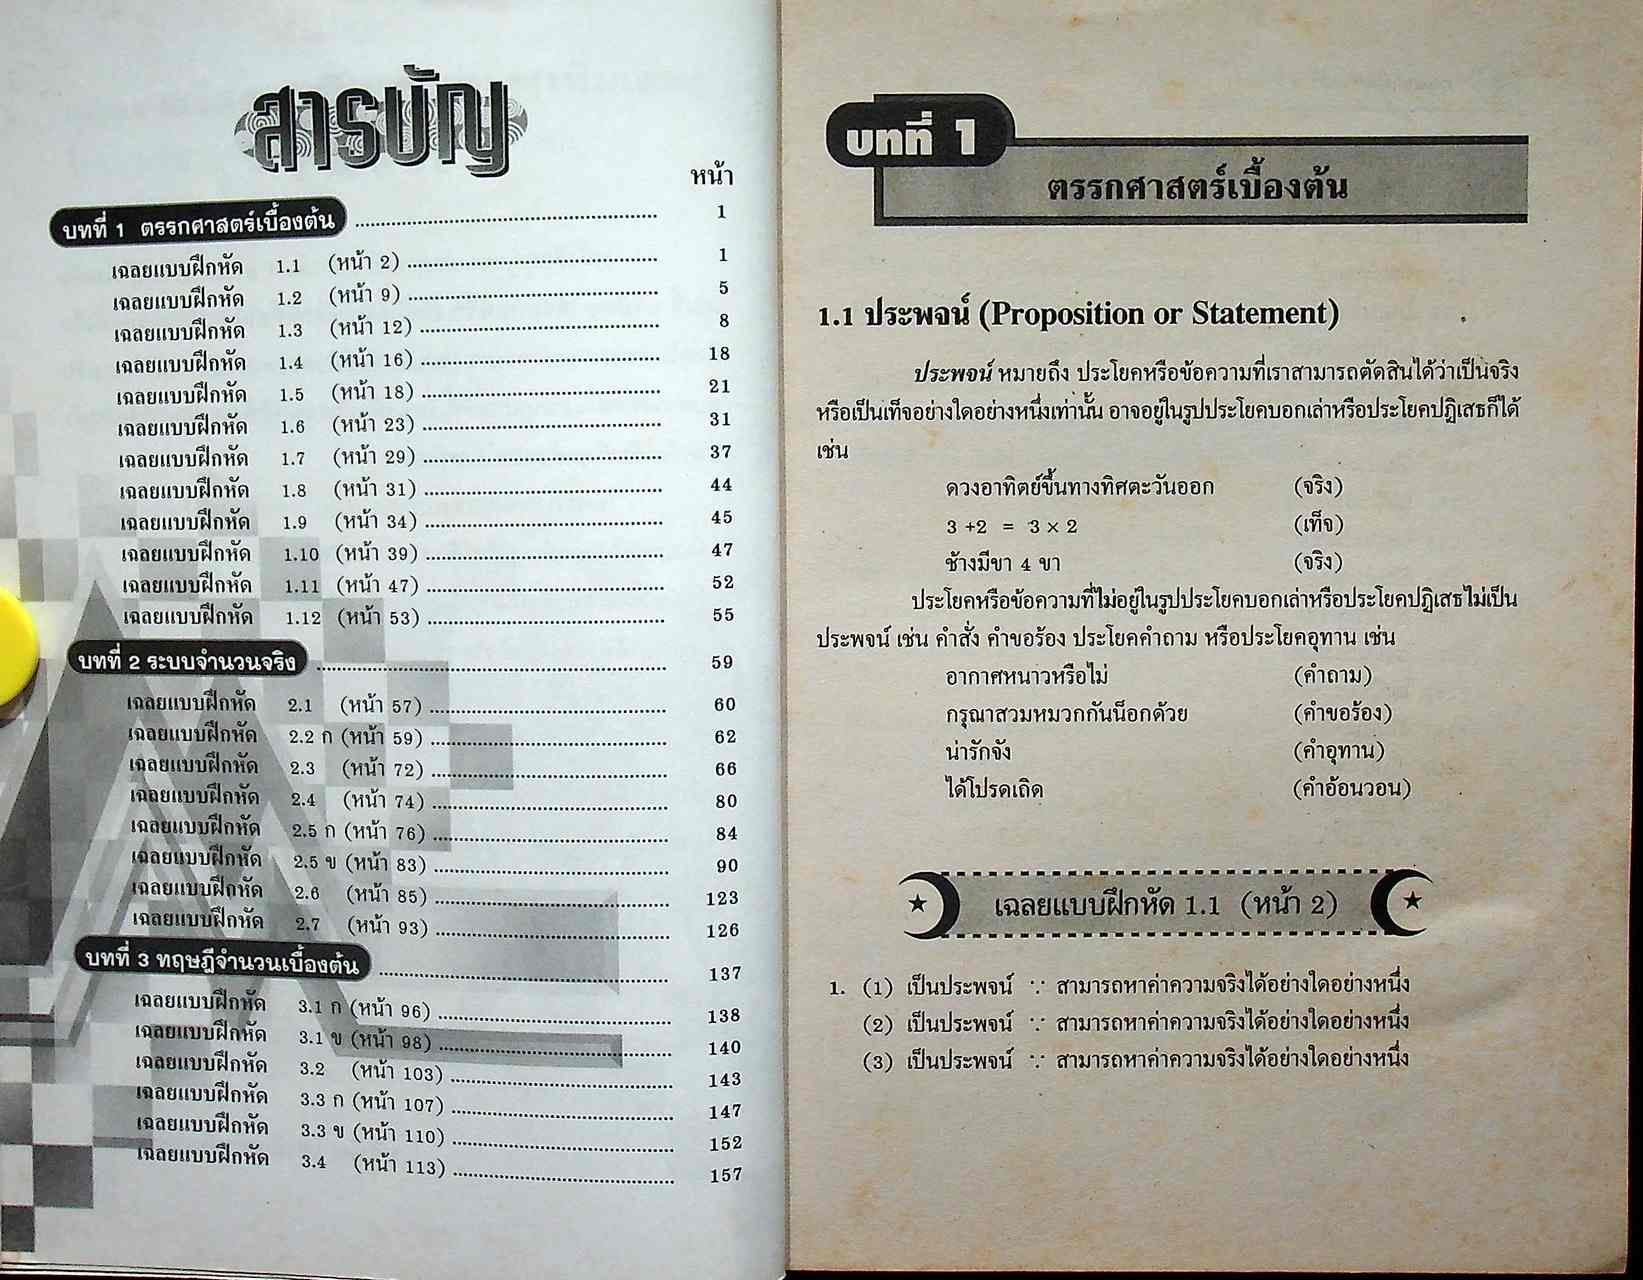 สารบัญ
หน้า
บทที่ 1 ตรรกศาสตร์เบื้องต้น ........ 1
เฉลยแบบฝึกหัด 1.1 (หน้า 2) ........ 1
เฉลยแบบฝึกหัด 1.2 (หน้า 9) ........ 5
เฉลยแบบฝึกหัด 1.3 (หน้า 12) ........ 8
เฉลยแบบฝึกหัด 1.4 (หน้า 16) ........ 18
เฉลยแบบฝึกหัด 1.5 (หน้า 18) ........ 21
เฉลยแบบฝึกหัด 1.6 (หน้า 23) ........ 31
เฉลยแบบฝึกหัด 1.7 (หน้า 29) ........ 37
เฉลยแบบฝึกหัด 1.8 (หน้า 31) ........ 44
เฉลยแบบฝึกหัด 1.9 (หน้า 34) ........ 45
เฉลยแบบฝึกหัด 1.10 (หน้า 39) ........ 47
เฉลยแบบฝึกหัด 1.11 (หน้า 47) ........ 52
เฉลยแบบฝึกหัด 1.12 (หน้า 53) ........ 55
บทที่ 2 ระบบจำนวนจริง ........ 59
เฉลยแบบฝึกหัด 2.1 (หน้า 57) ........ 60
เฉลยแบบฝึกหัด 2.2 ก (หน้า 59) ........ 62
เฉลยแบบฝึกหัด 2.3 (หน้า 72) ........ 66
เฉลยแบบฝึกหัด 2.4 (หน้า 74) ........ 80
เฉลยแบบฝึกหัด 2.5 ก (หน้า 76) ........ 84
เฉลยแบบฝึกหัด 2.5 ข (หน้า 83) ........ 90
เฉลยแบบฝึกหัด 2.6 (หน้า 85) ........ 123
เฉลยแบบฝึกหัด 2.7 (หน้า 93) ........ 126
บทที่ 3 ทฤษฎีจำนวนเบื้องต้น ........ 137
เฉลยแบบฝึกหัด 3.1 ก (หน้า 96) ........ 138
เฉลยแบบฝึกหัด 3.1 ข (หน้า 98) ........ 140
เฉลยแบบฝึกหัด 3.2 (หน้า 103) ........ 143
เฉลยแบบฝึกหัด 3.3 ก (หน้า 107) ........ 147
เฉลยแบบฝึกหัด 3.3 ข (หน้า 110) ........ 152
เฉลยแบบฝึกหัด 3.4 (หน้า 113) ........ 157
บทที่ 1
ตรรกศาสตร์เบื้องต้น
1.1 ประพจน์ (Proposition or Statement)
ประพจน์ หมายถึง ประโยคหรือข้อความที่เราสามารถตัดสินได้ว่าเป็นจริง
หรือเป็นเท็จอย่างใดอย่างหนึ่งเท่านั้น อาจอยู่ในรูปประโยคบอกเล่าหรือประโยคปฏิเสธก็ได้
เช่น
ดวงอาทิตย์ขึ้นทางทิศตะวันออก (จริง)
3 +2 = 3 × 2 (เท็จ)
ช้างมีขา 4 ขา (จริง)
ประโยคหรือข้อความที่ไม่อยู่ในรูปประโยคบอกเล่าหรือประโยคปฏิเสธไม่เป็น
ประพจน์ เช่น คำสั่ง คำขอร้อง ประโยคคำถาม หรือประโยคอุทาน เช่น
อากาศหนาวหรือไม่ (คำถาม)
กรุณาสวมหมวกกันน็อกด้วย (คำขอร้อง)
น่ารักจัง (คำอุทาน)
ได้โปรดเถิด (คำอ้อนวอน)
เฉลยแบบฝึกหัด 1.1 (หน้า 2)
1. (1) เป็นประพจน์ ∵ สามารถหาค่าความจริงได้อย่างใดอย่างหนึ่ง
(2) เป็นประพจน์ ∵ สามารถหาค่าความจริงได้อย่างใดอย่างหนึ่ง
(3) เป็นประพจน์ ∵ สามารถหาค่าความจริงได้อย่างใดอย่างหนึ่ง